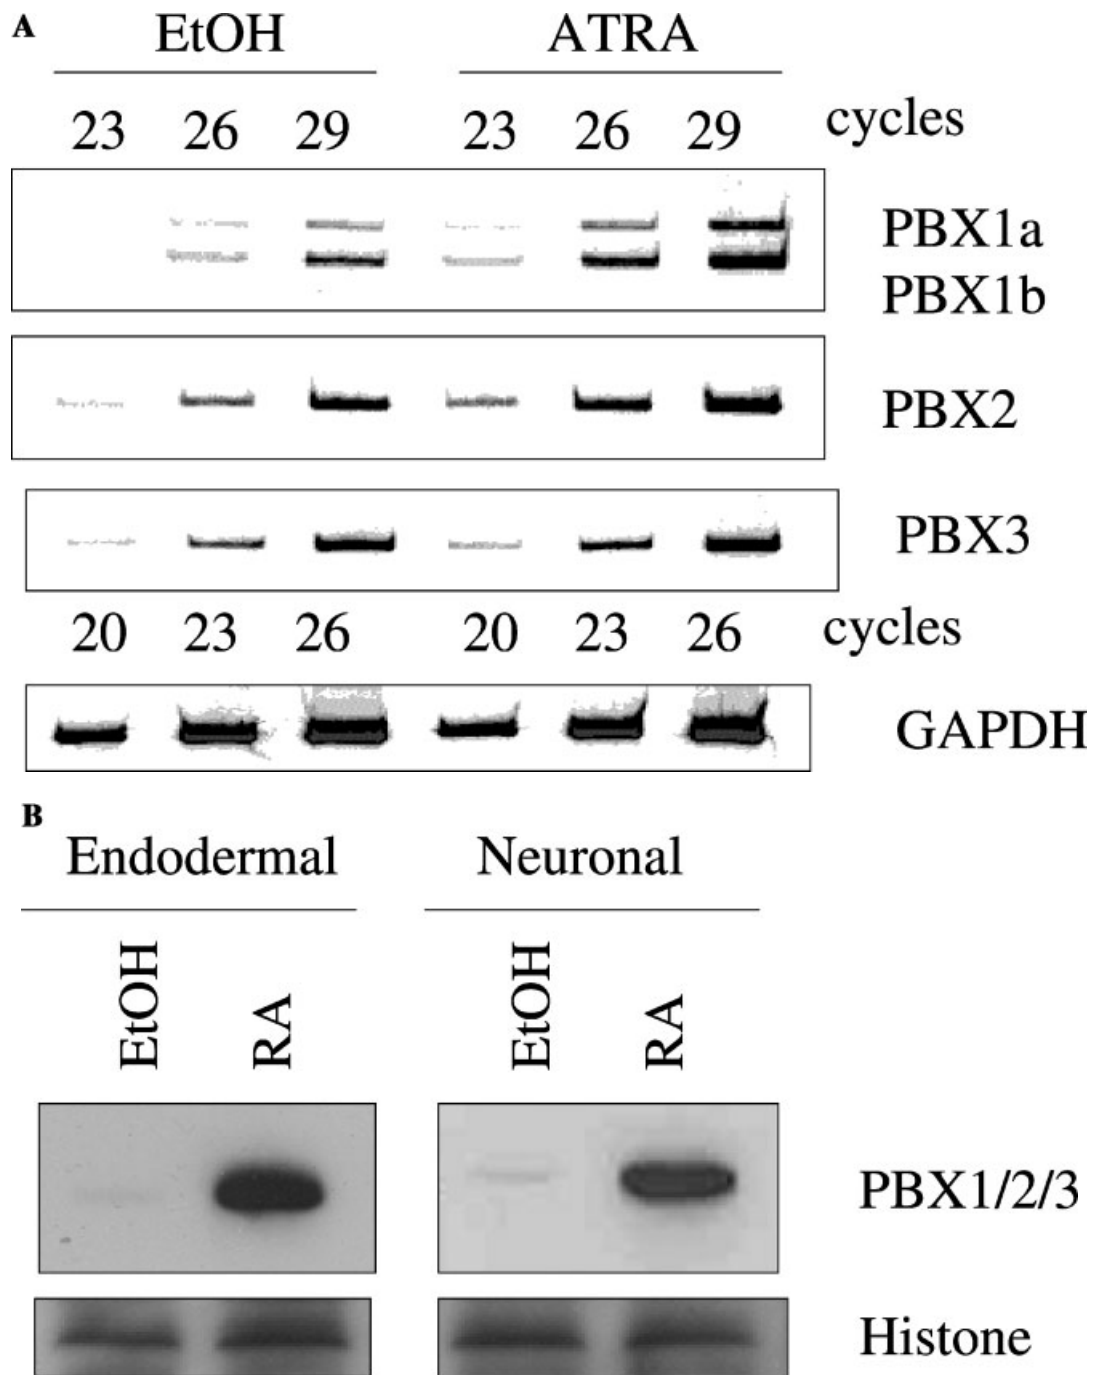 A
EtOH ATRA
23 26 29 23 26 29 cycles
PBX1a
PBX1b
PBX2
PBX3
20 23 26 20 23 26 cycles
GAPDH
B
Endodermal Neuronal
EtOH RA EtOH RA
PBX1/2/3
Histone